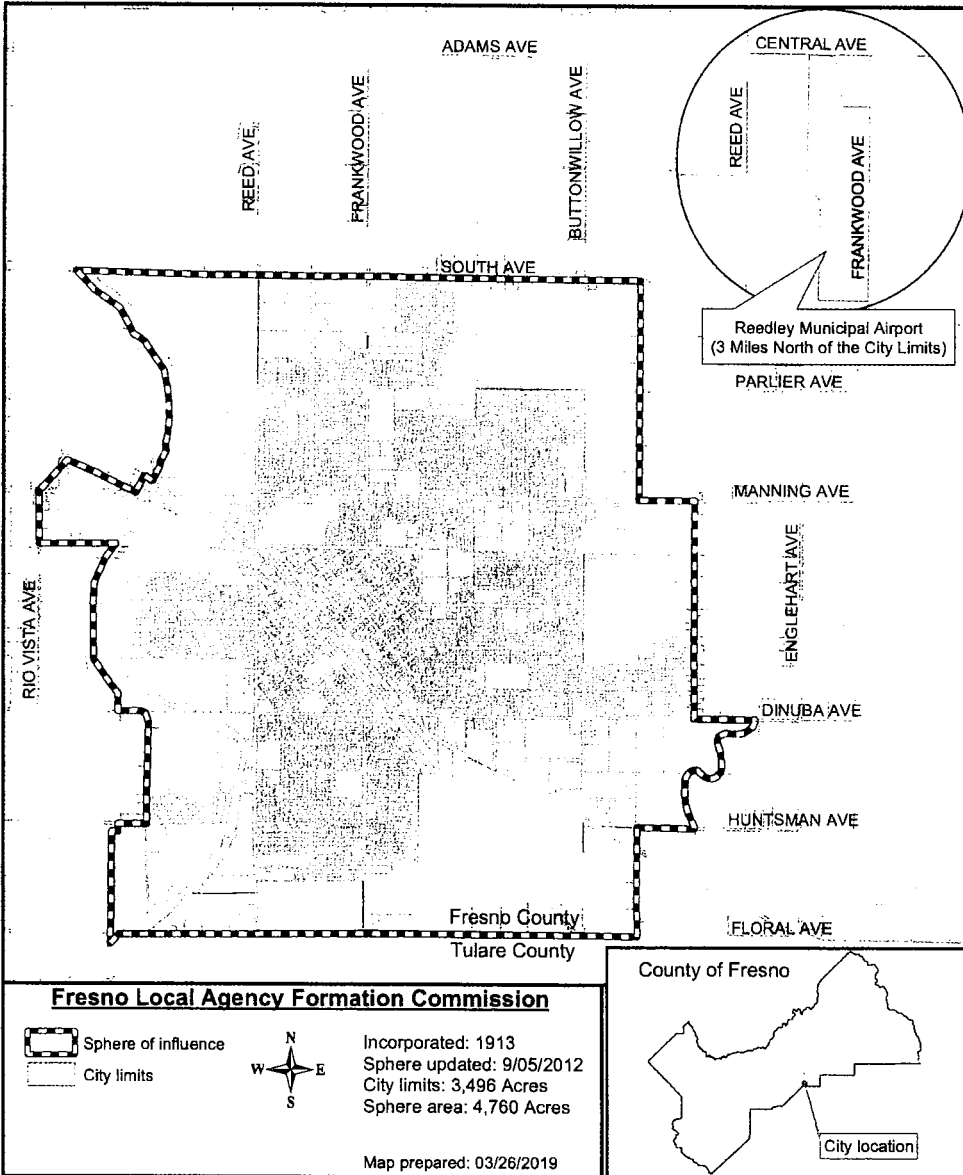 ADAMS AVE
CENTRAL AVE
REED AVE
FRANKWOOD AVE
BUTTONWILLOW AVE
REED AVE
FRANKWOOD AVE
SOUTH AVE
Reedley Municipal Airport
(3 Miles North of the City Limits)
PARLIER AVE
MANNING AVE
ENGLEHART AVE
RIO VISTA AVE
DINUBA AVE
HUNTSMAN AVE
Fresno County
FLORAL AVE
Tulare County
Fresno Local Agency Formation Commission
Sphere of influence
City limits
N
W
E
S
Incorporated: 1913
Sphere updated: 9/05/2012
City limits: 3,496 Acres
Sphere area: 4,760 Acres
Map prepared: 03/26/2019
County of Fresno
City location